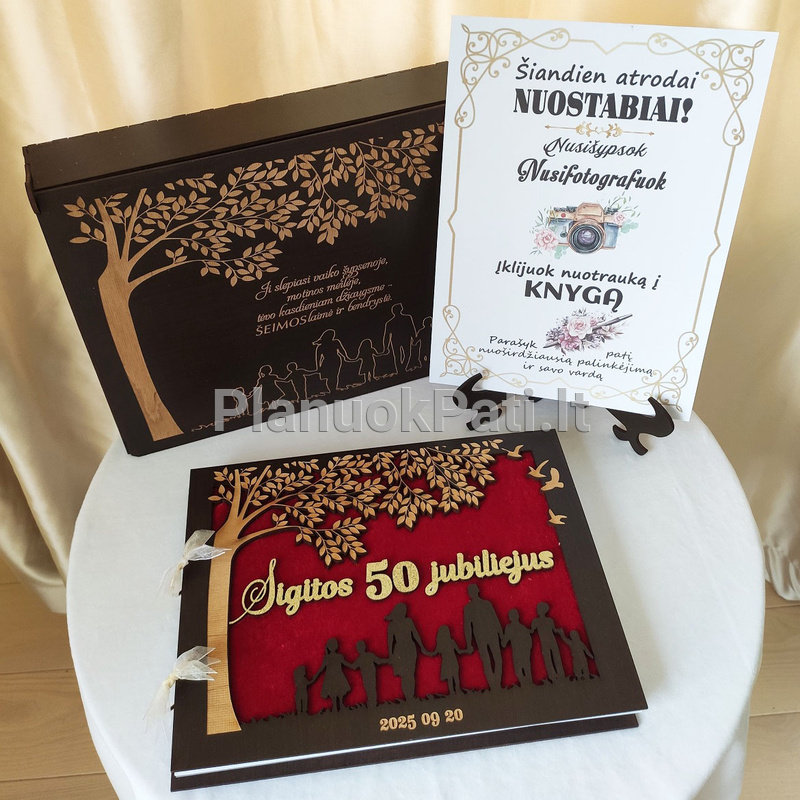 Ji slepiasi vaiko šypsenoje,
motinos meilėje,
tėvo kasdieniam džiaugsme -
ŠEIMOS laimė ir bendrystė.
Šiandien atrodai
NUOSTABIAI!
Nusišypsok
Nusifotografuok
Įklijuok nuotrauką į
KNYGĄ
Parašyk patį
nuoširdžiausią palinkėjimą
ir savo vardą
PlanuokPati.lt
Sigitos 50 jubiliejus
2025 09 20